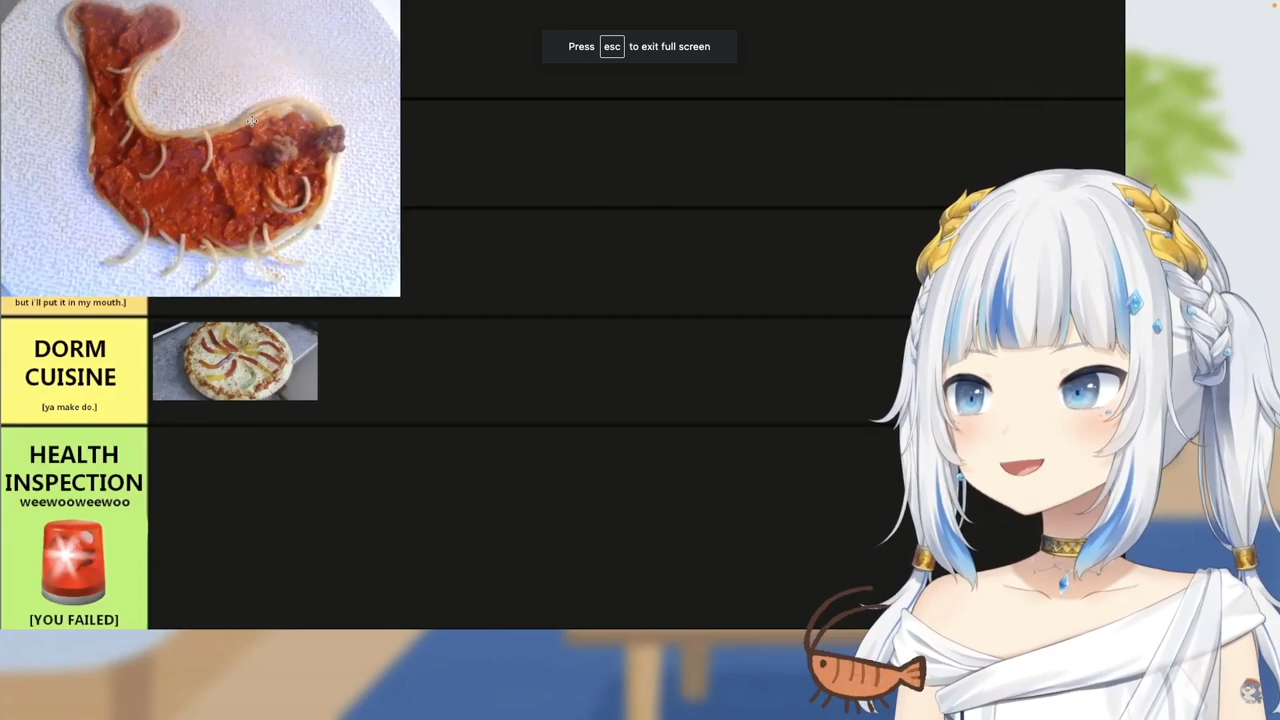 Press esc to exit full screen
but i'll put it in my mouth.]
DORM
CUISINE
[ya make do.]
HEALTH
INSPECTION
weewooweewoo
[YOU FAILED]